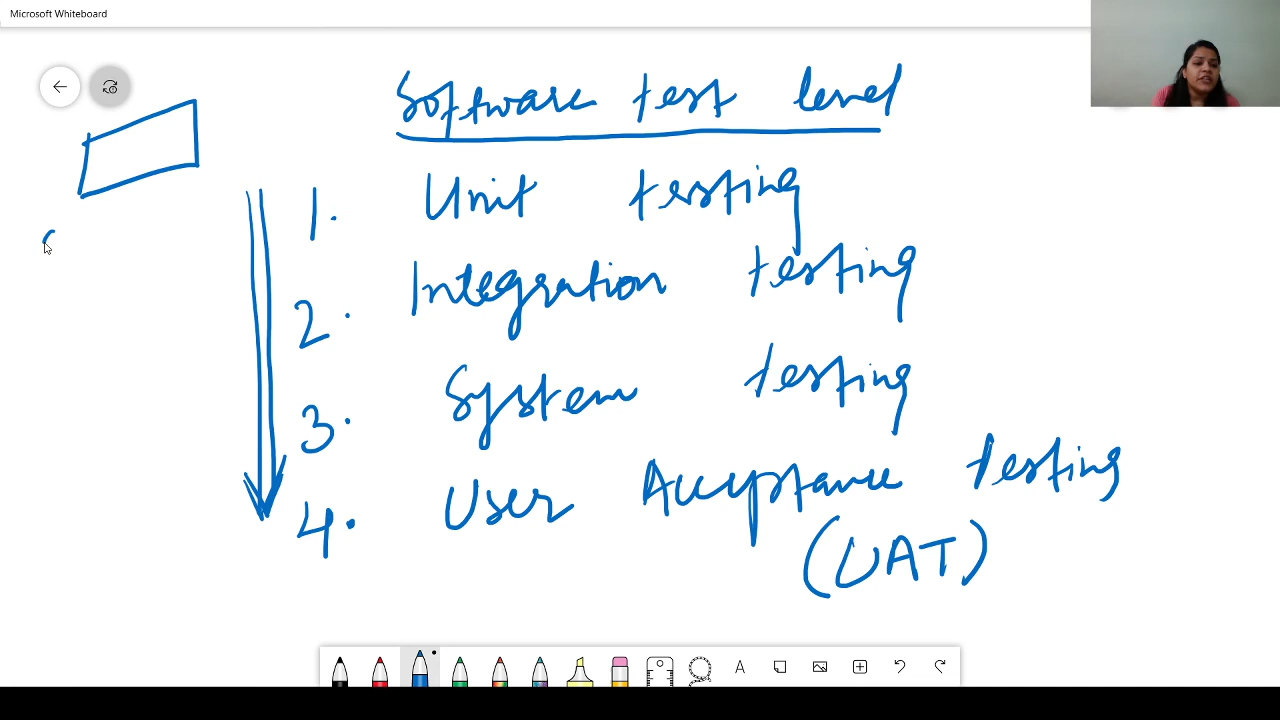 Microsoft Whiteboard
Software test level
1. Unit testing
2. Integration testing
3. System testing
4. User Acceptance testing
(UAT)
A